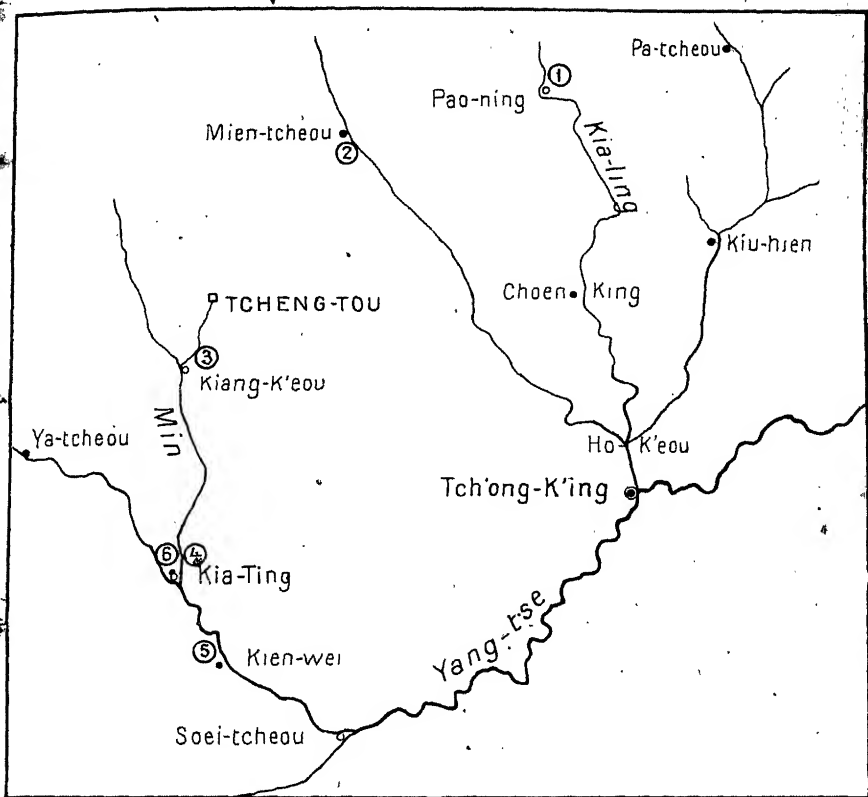 Pa-tcheou
①
Pao-ning
Mien-tcheou
②
Kia-ling
Kiu-hsien
Choen King
TCHENG-TOU
③
Kiang-K'eou
Min
Ya-tcheou
Ho-K'eou
Tch'ong-K'ing
⑥ ④
Kia-Ting
Yang-tse
⑤ Kien-wei
Soei-tcheou